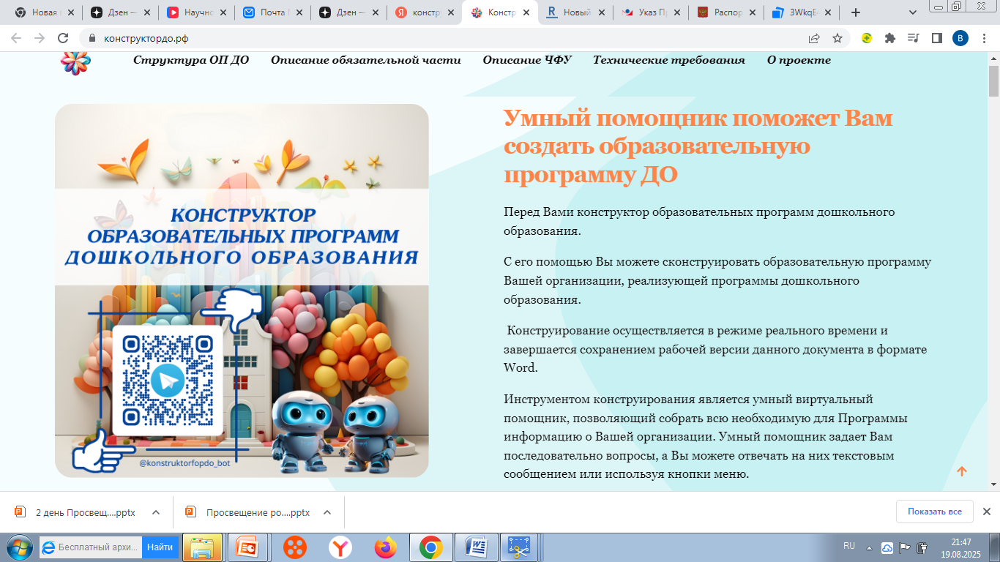 Новая
Дзен —
Научно
Почта
Дзен —
констру
Констр
Новый
Указ П
Распор
3WkqE
конструктордо.рф
В
Структура ОП ДО
Описание обязательной части
Описание ЧФУ
Технические требования
О проекте
КОНСТРУКТОР
ОБРАЗОВАТЕЛЬНЫХ ПРОГРАММ
ДОШКОЛЬНОГО ОБРАЗОВАНИЯ
@konstruktorfopdo_bot
Умный помощник поможет Вам
создать образовательную
программу ДО
Перед Вами конструктор образовательных программ дошкольного
образования.
С его помощью Вы можете сконструировать образовательную программу
Вашей организации, реализующей программы дошкольного
образования.
Конструирование осуществляется в режиме реального времени и
завершается сохранением рабочей версии данного документа в формате
Word.
Инструментом конструирования является умный виртуальный
помощник, позволяющий собрать всю необходимую для Программы
информацию о Вашей организации. Умный помощник задает Вам
последовательно вопросы, а Вы можете отвечать на них текстовым
сообщением или используя кнопки меню.
2 день Просвещ....pptx
Просвещение ро....pptx
Показать все
Бесплатный архи...
Найти
RU
21:47
19.08.2025